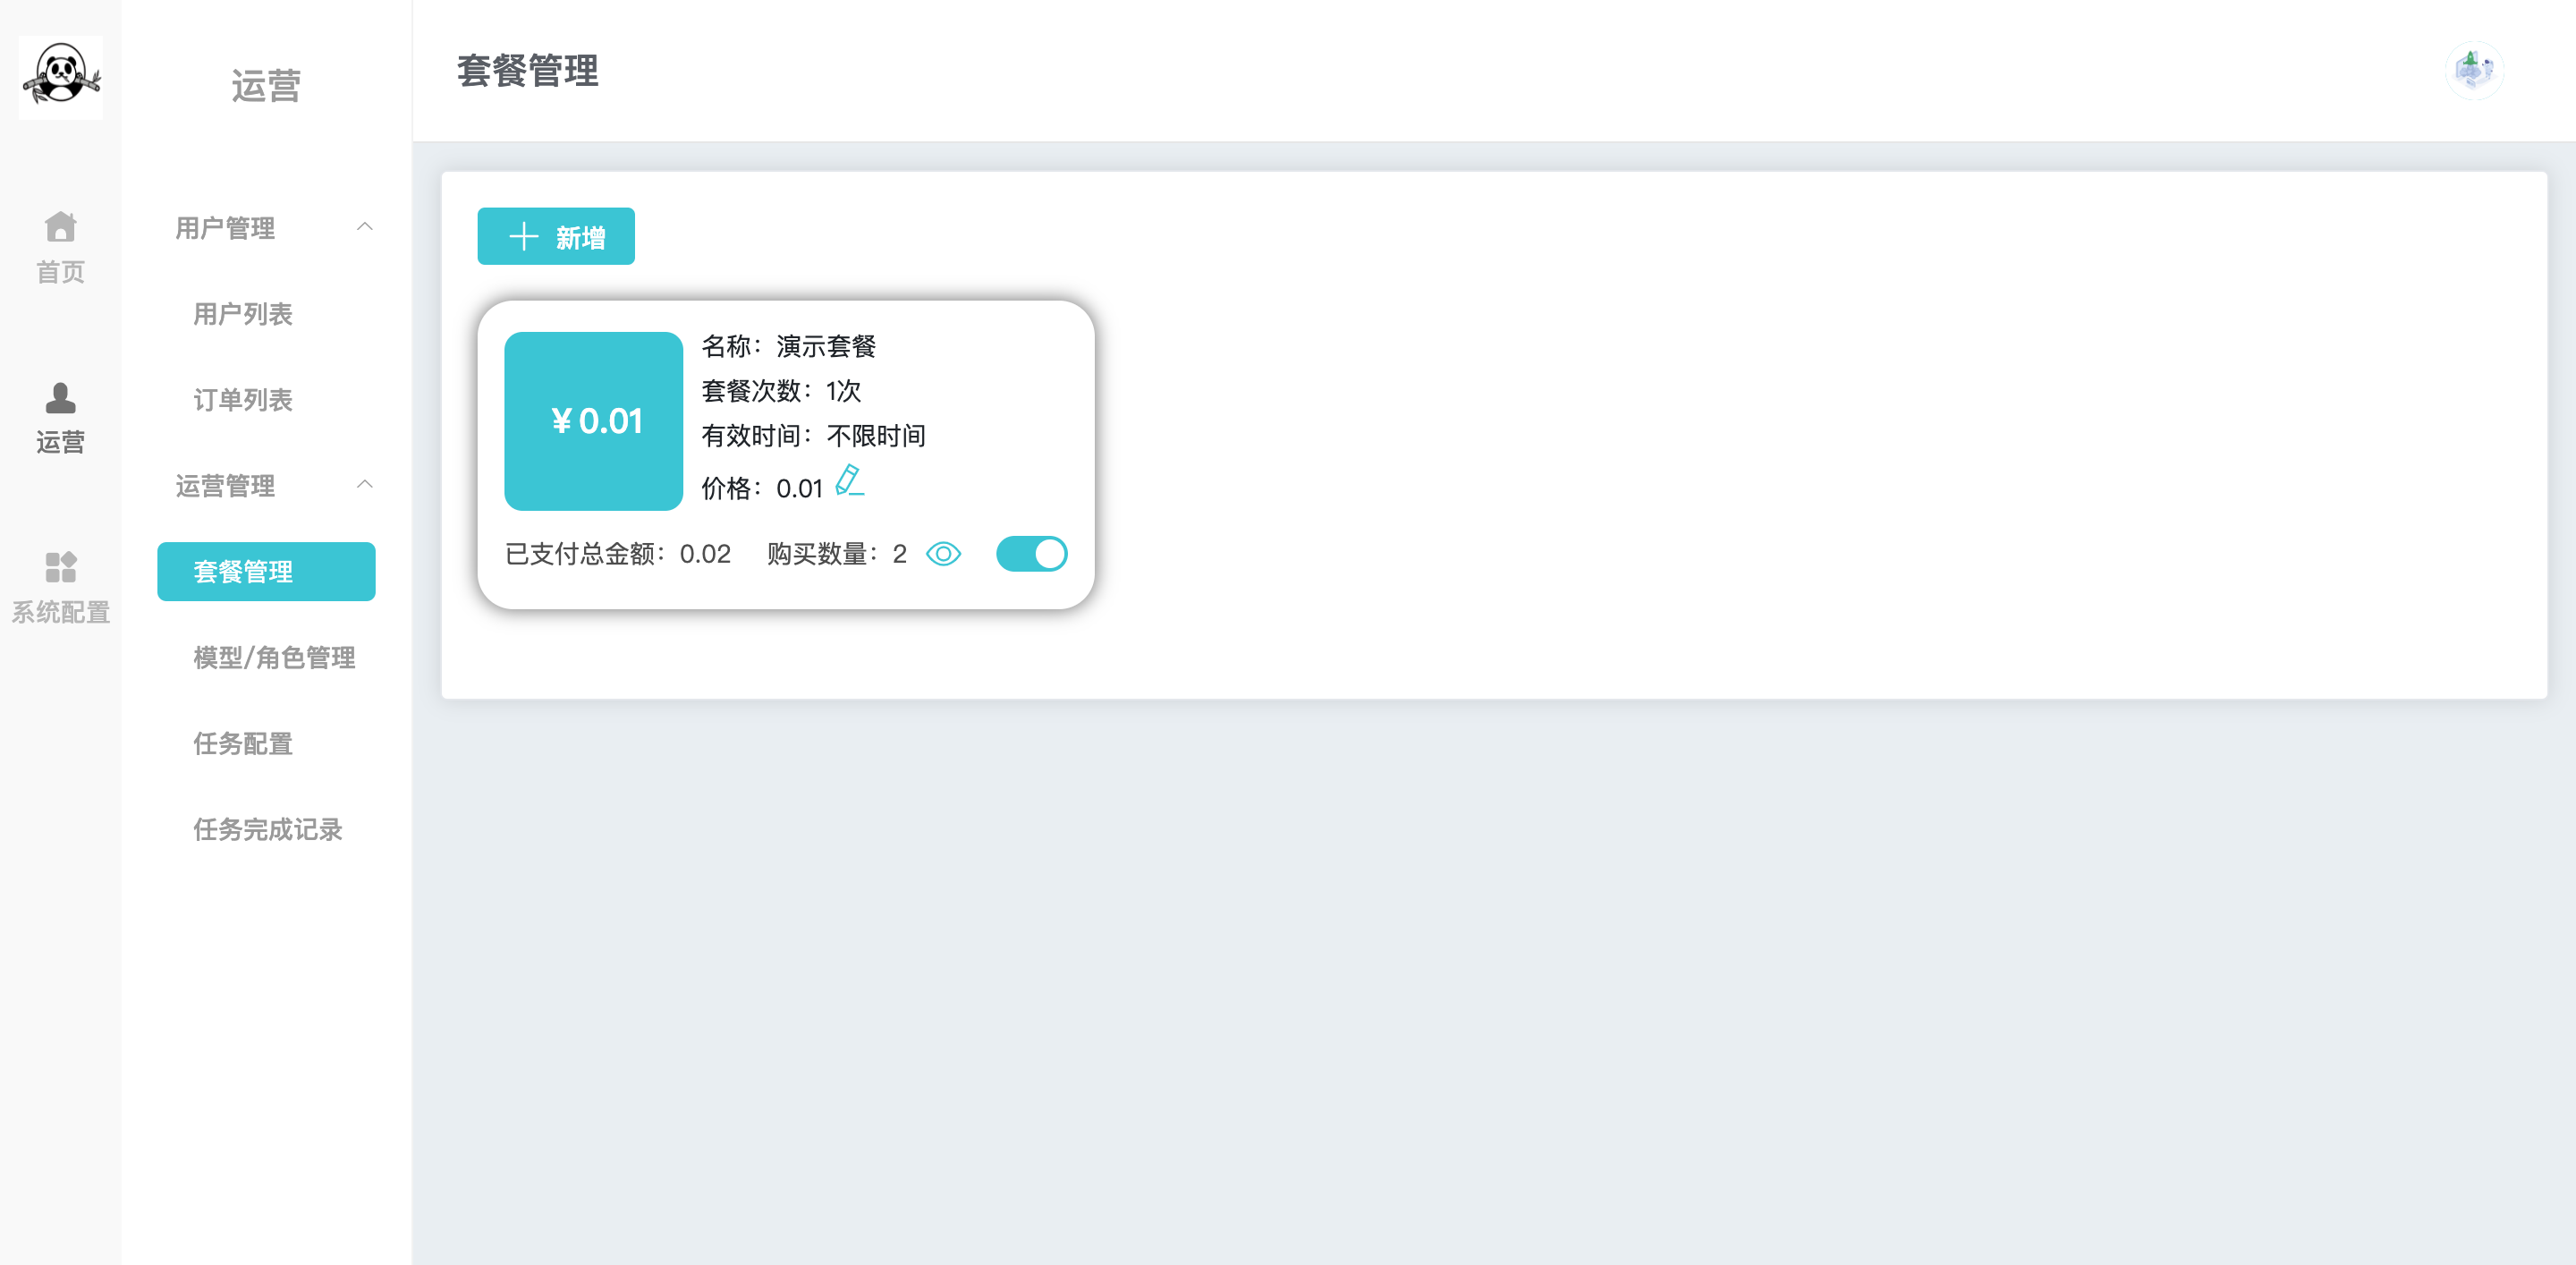 首页
运营
系统配置
运营
用户管理
用户列表
订单列表
运营管理
套餐管理
模型/角色管理
任务配置
任务完成记录
套餐管理
新增
¥ 0.01
名称：演示套餐
套餐次数：1次
有效时间：不限时间
价格：0.01
已支付总金额：0.02 购买数量：2